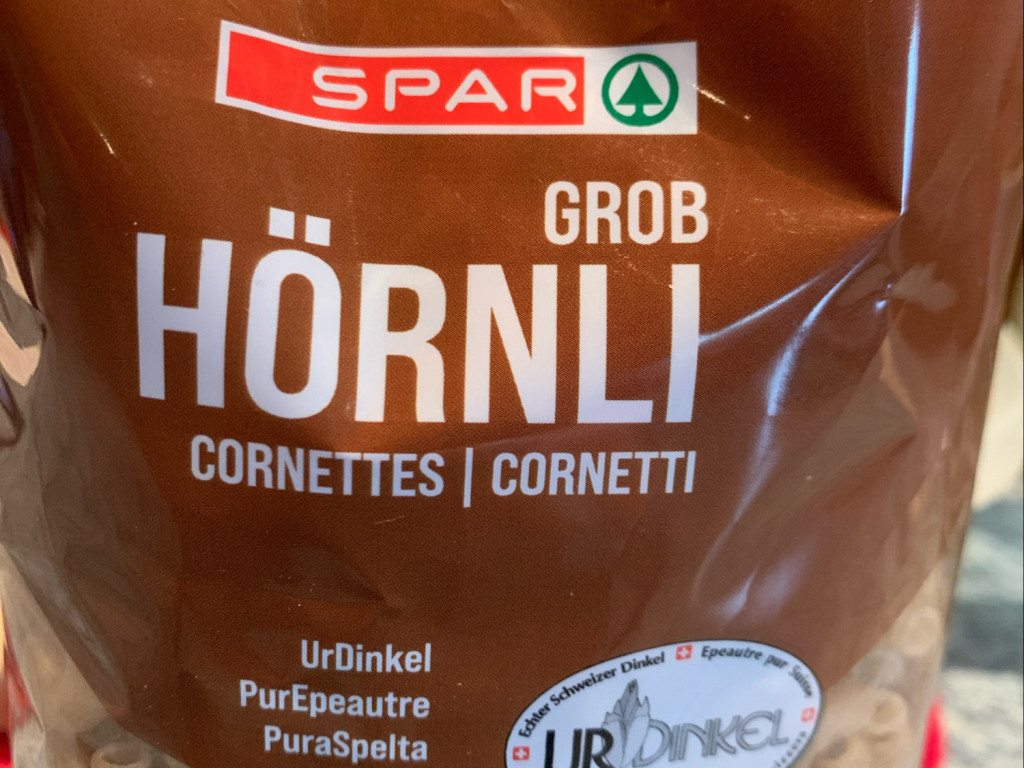 SPAR
GROB
HÖRNLI
CORNETTES | CORNETTI
UrDinkel
PurEpeautre
PuraSpelta
Echter Schweizer Dinkel
Epeautre pur Suisse
URDINKEL